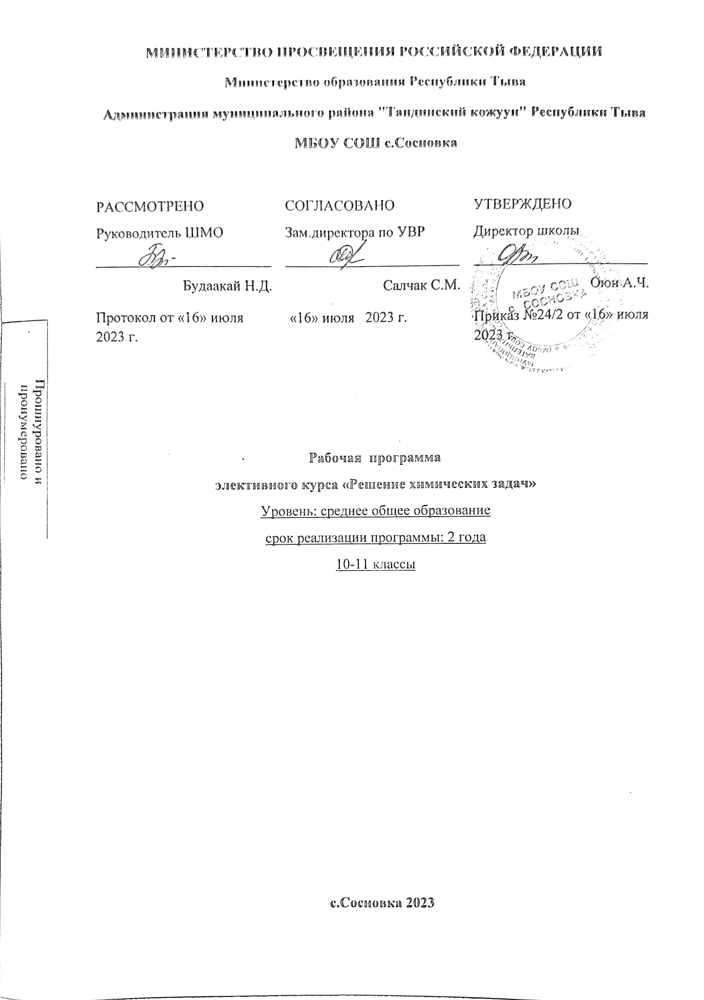 МИНИСТЕРСТВО ПРОСВЕЩЕНИЯ РОССИЙСКОЙ ФЕДЕРАЦИИ
Министерство образования Республики Тыва
Администрация муниципального района "Тандинский кожуун" Республики Тыва
МБОУ СОШ с.Сосновка
РАССМОТРЕНО
Руководитель ШМО
Будаакай Н.Д.
Протокол от «16» июля
2023 г.
СОГЛАСОВАНО
Зам.директора по УВР
Салчак С.М.
«16» июля 2023 г.
УТВЕРЖДЕНО
Директор школы
Оюн А.Ч.
Приказ №24/2 от «16» июля
2023 г.
МБОУ СОШ
с. СОСНОВКА
Прошнуровано и
пронумеровано
Рабочая программа
элективного курса «Решение химических задач»
Уровень: среднее общее образование
срок реализации программы: 2 года
10-11 классы
с.Сосновка 2023